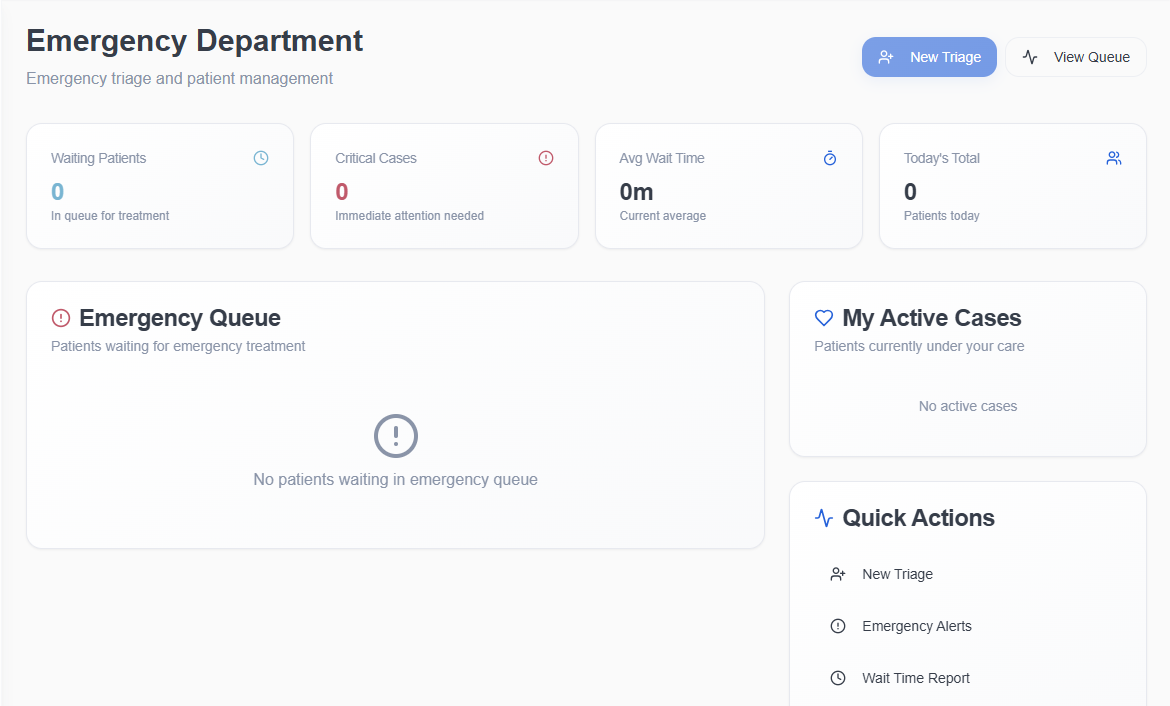 Emergency Department
Emergency triage and patient management
New Triage
View Queue
Waiting Patients
0
In queue for treatment
Critical Cases
0
Immediate attention needed
Avg Wait Time
0m
Current average
Today's Total
0
Patients today
Emergency Queue
Patients waiting for emergency treatment
No patients waiting in emergency queue
My Active Cases
Patients currently under your care
No active cases
Quick Actions
New Triage
Emergency Alerts
Wait Time Report